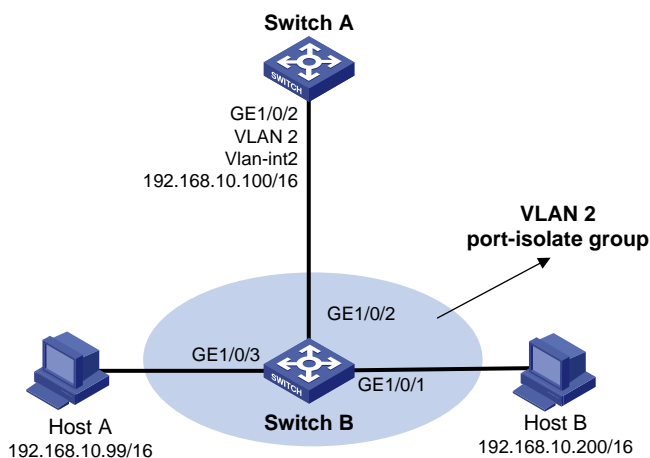 Switch A
SWITCH
GE1/0/2
VLAN 2
Vlan-int2
192.168.10.100/16
VLAN 2
port-isolate group
GE1/0/2
GE1/0/3
SWITCH
GE1/0/1
Host A
192.168.10.99/16
Switch B
Host B
192.168.10.200/16